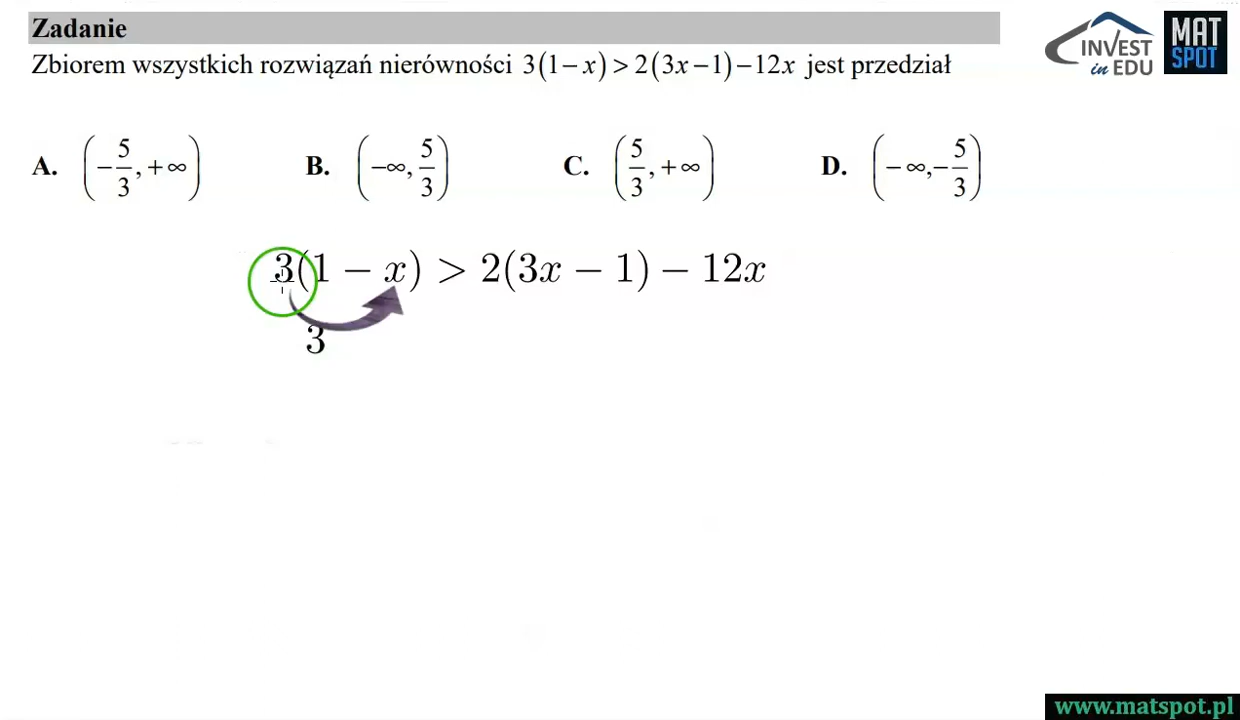 Zadanie
Zbiorem wszystkich rozwiązań nierówności 3(1−x)>2(3x−1)−12x jest przedział
INVEST in EDU
MAT SPOT
A. (−5/3, +∞) B. (−∞, 5/3) C. (5/3, +∞) D. (−∞, −5/3)
3(1 − x) > 2(3x − 1) − 12x
3
www.matspot.pl